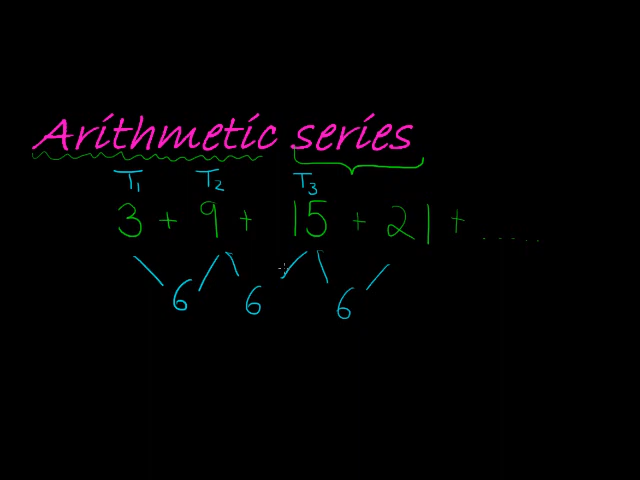 Arithmetic series
T1 T2 T3
3 + 9 + 15 + 21 + ......
6 6 6